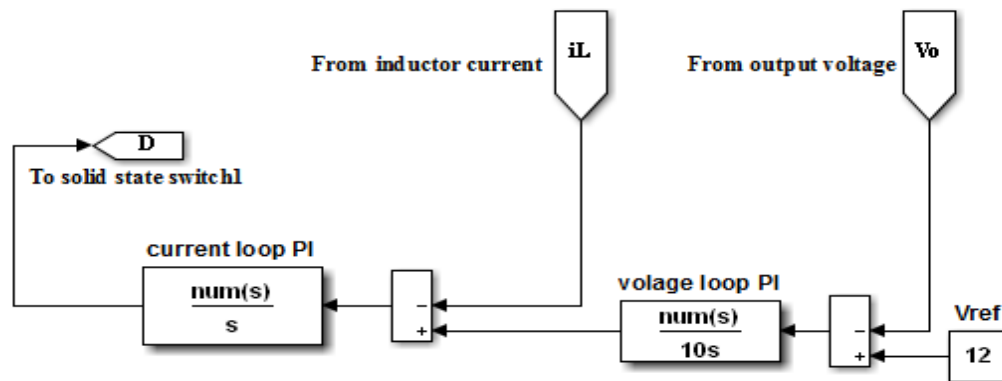 iL
Vo
From inductor current
From output voltage
D
To solid state switch1
current loop PI
num(s)
s
-
+
volage loop PI
num(s)
10s
-
+
Vref
12